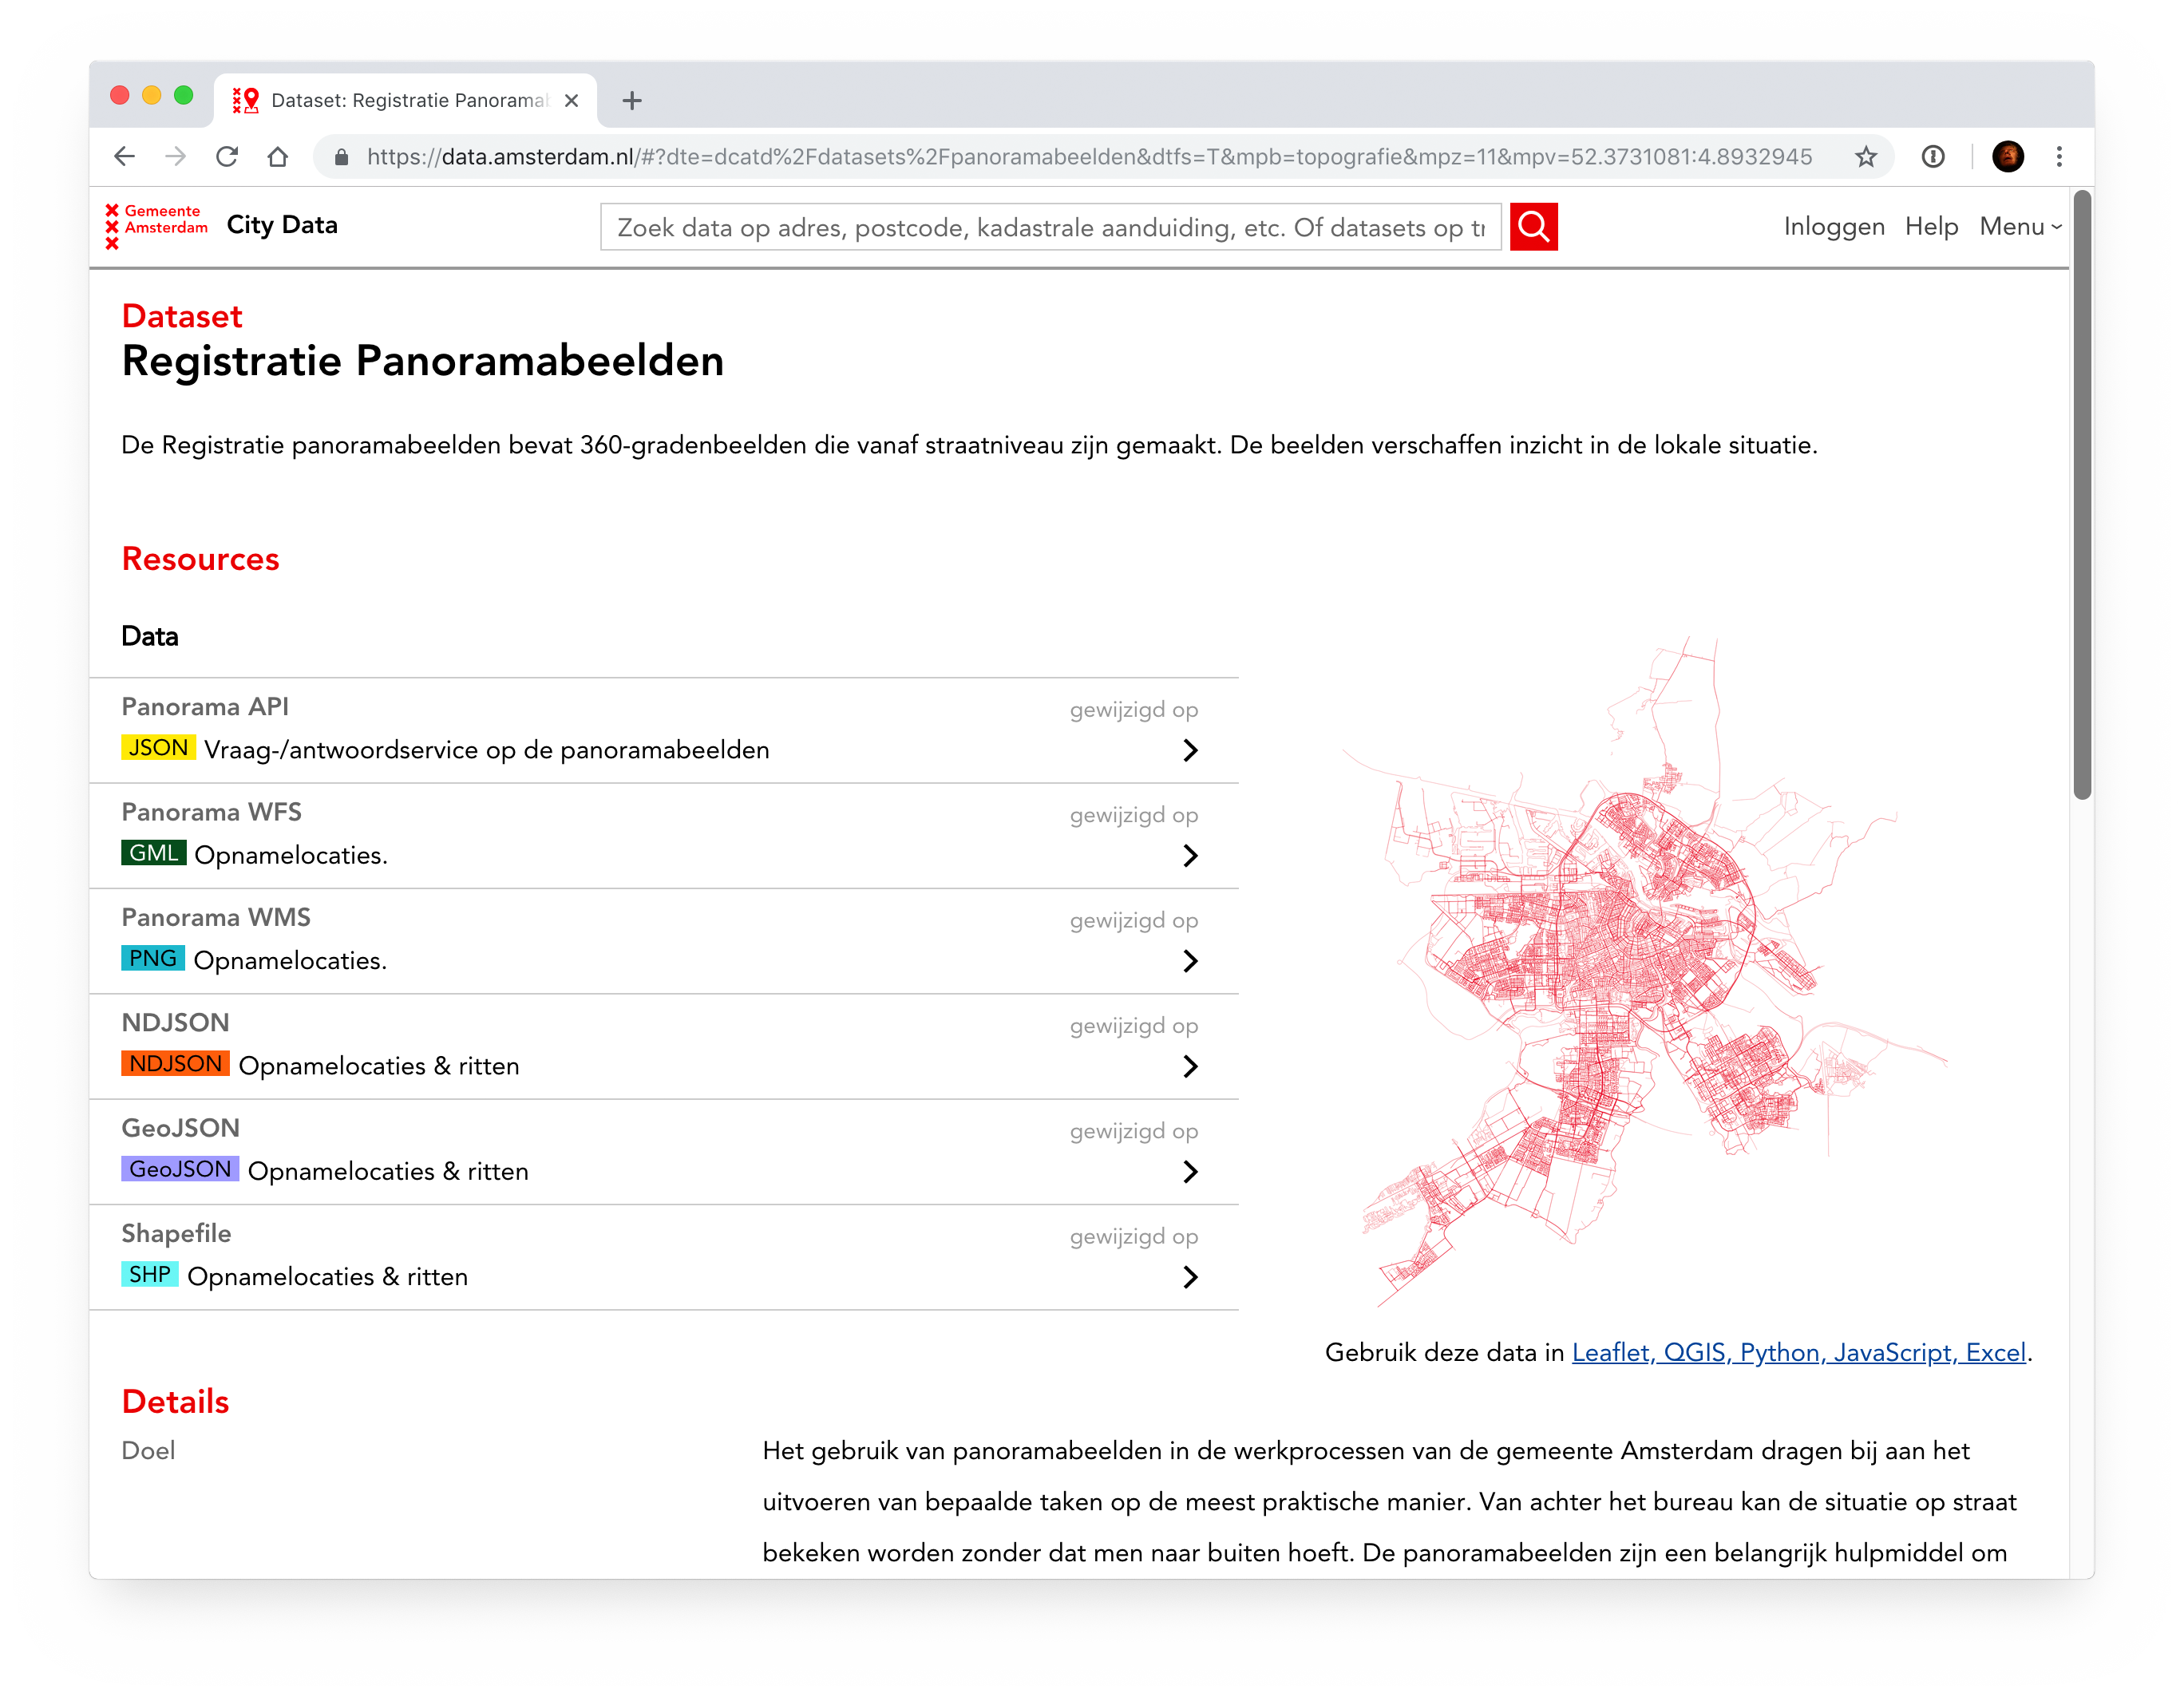 Dataset: Registratie Panorama
https://data.amsterdam.nl/#?dte=dcatd%2Fdatasets%2Fpanoramabeelden&dtfs=T&mpb=topografie&mpz=11&mpv=52.3731081:4.8932945
Gemeente
Amsterdam
City Data
Zoek data op adres, postcode, kadastrale aanduiding, etc. Of datasets op tr
Inloggen Help Menu
Dataset
Registratie Panoramabeelden
De Registratie panoramabeelden bevat 360-gradenbeelden die vanaf straatniveau zijn gemaakt. De beelden verschaffen inzicht in de lokale situatie.
Resources
Data
Panorama API gewijzigd op
JSON Vraag-/antwoordservice op de panoramabeelden
Panorama WFS gewijzigd op
GML Opnamelocaties.
Panorama WMS gewijzigd op
PNG Opnamelocaties.
NDJSON gewijzigd op
NDJSON Opnamelocaties & ritten
GeoJSON gewijzigd op
GeoJSON Opnamelocaties & ritten
Shapefile gewijzigd op
SHP Opnamelocaties & ritten
Gebruik deze data in Leaflet, QGIS, Python, JavaScript, Excel.
Details
Doel
Het gebruik van panoramabeelden in de werkprocessen van de gemeente Amsterdam dragen bij aan het
uitvoeren van bepaalde taken op de meest praktische manier. Van achter het bureau kan de situatie op straat
bekeken worden zonder dat men naar buiten hoeft. De panoramabeelden zijn een belangrijk hulpmiddel om